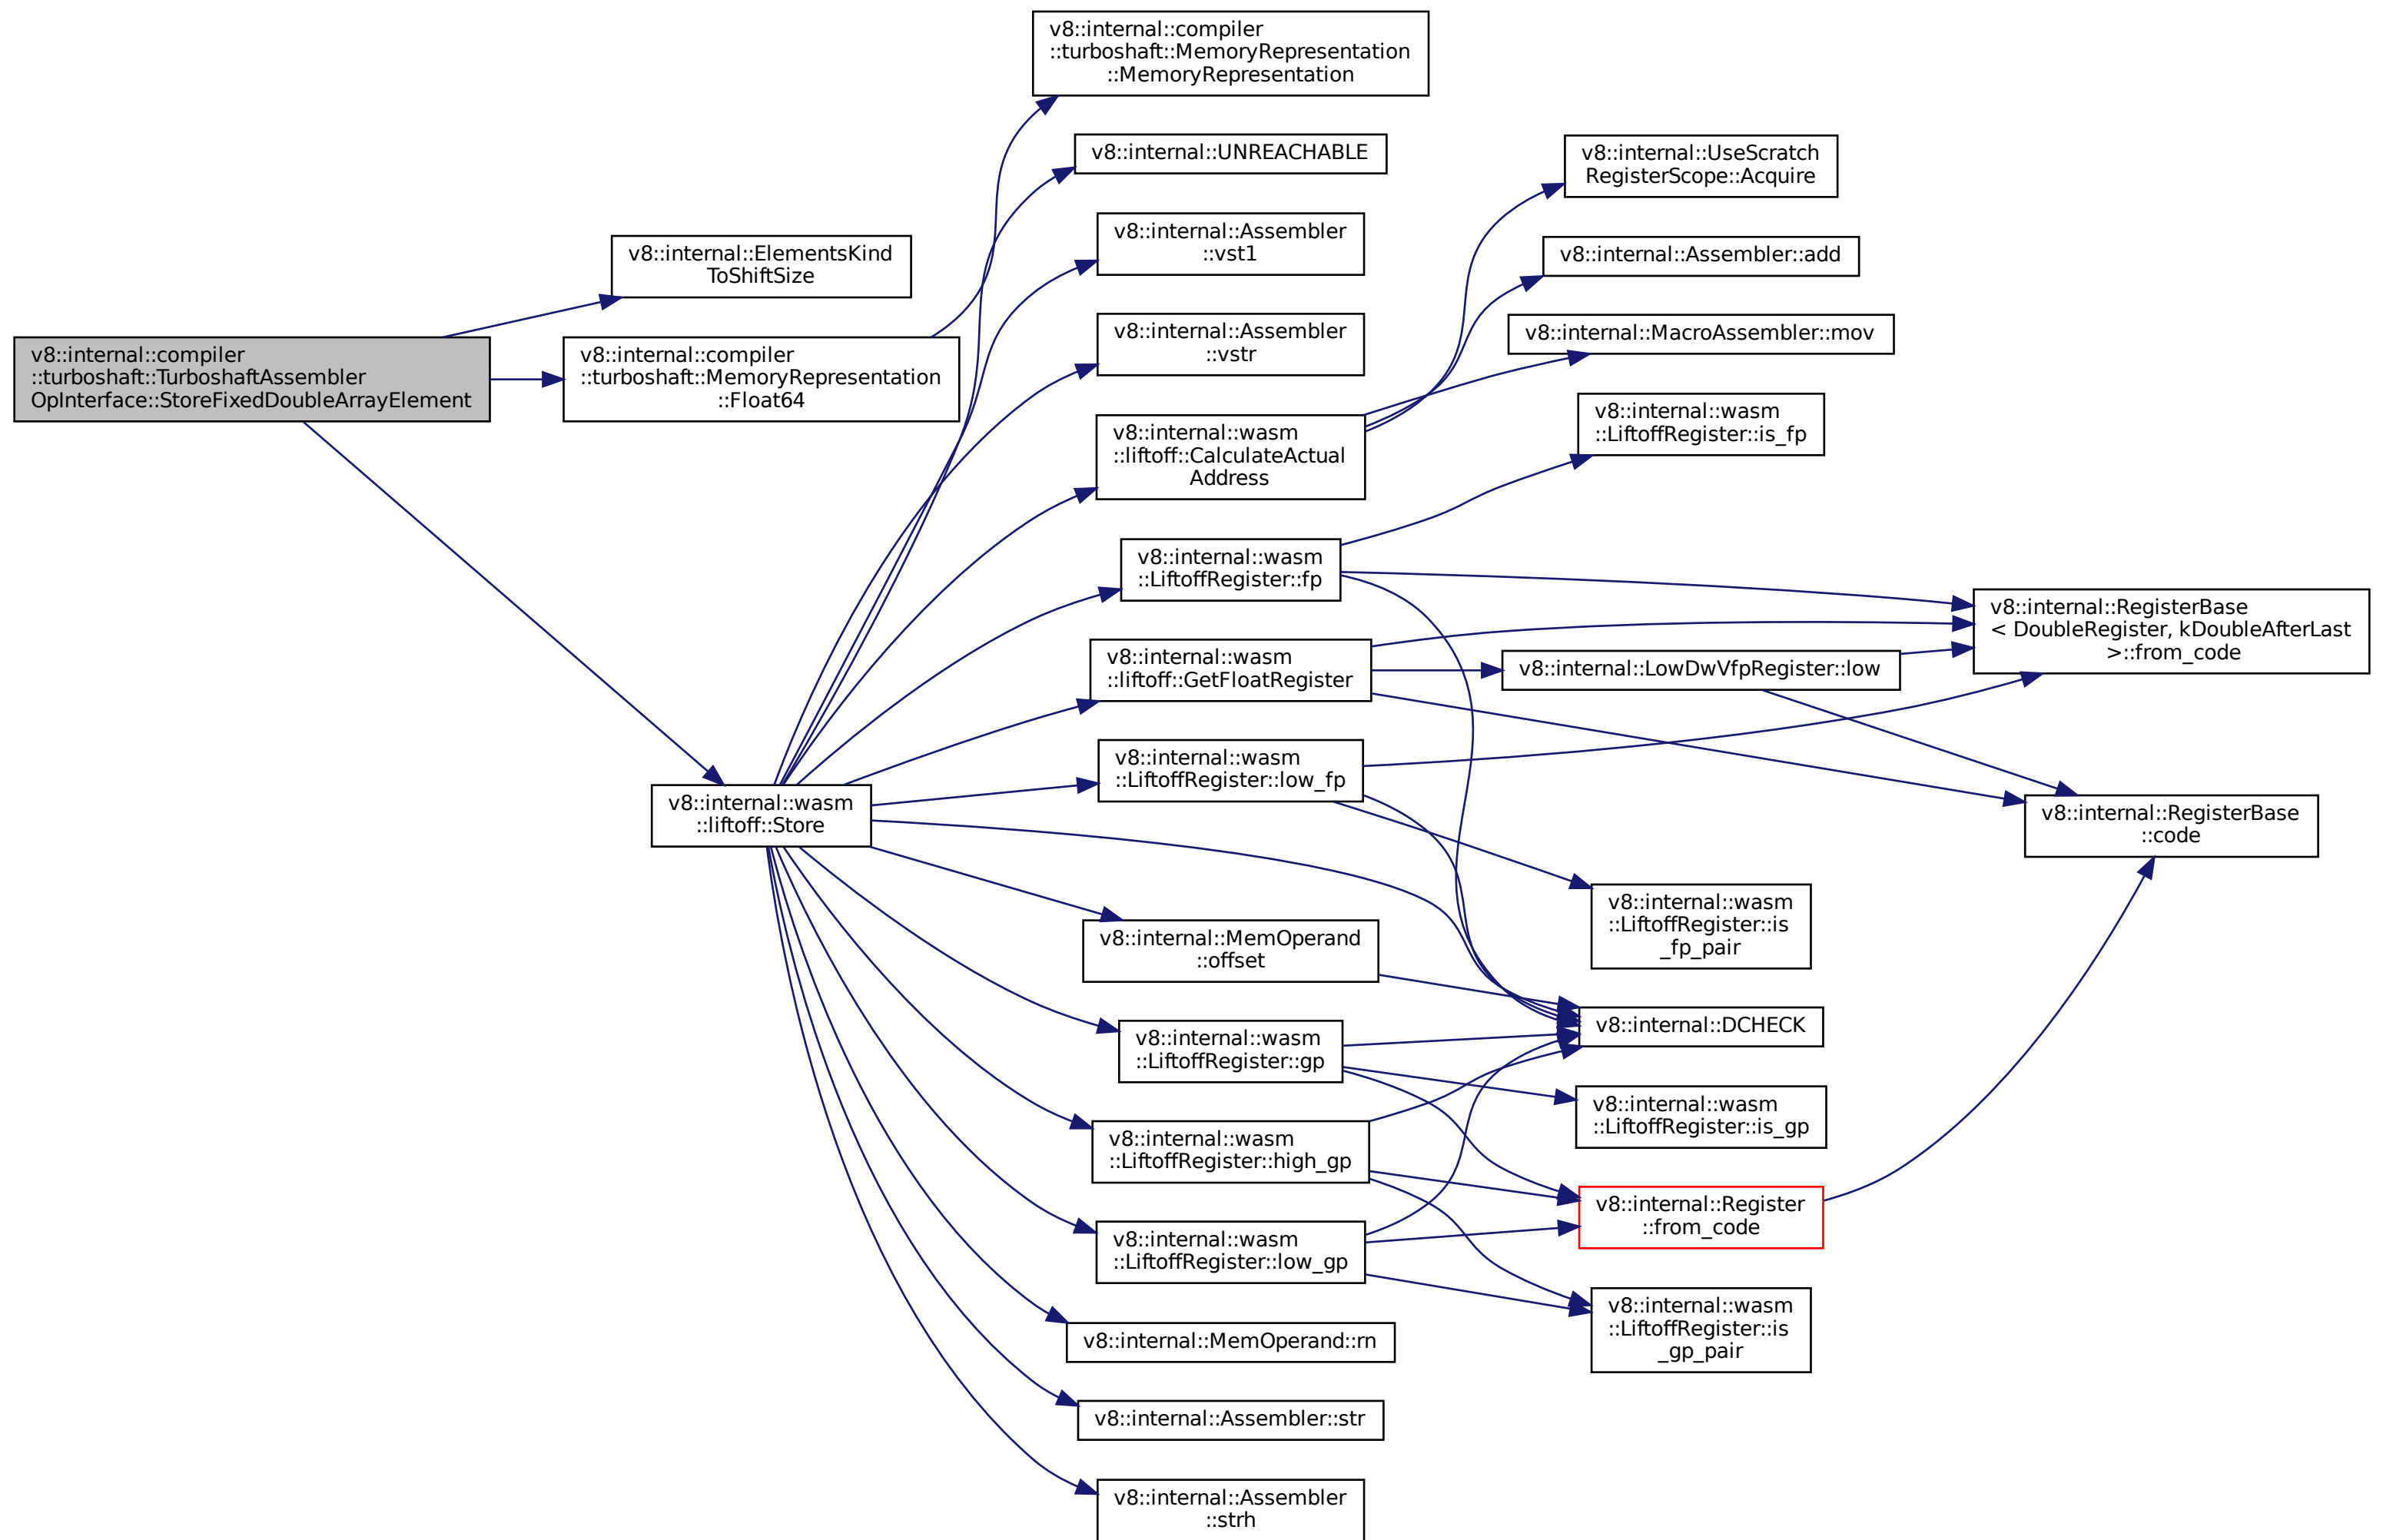 v8::internal::compiler
::turboshaft::TurboshaftAssembler
OpInterface::StoreFixedDoubleArrayElement
v8::internal::ElementsKind
ToShiftSize
v8::internal::compiler
::turboshaft::MemoryRepresentation
::Float64
v8::internal::wasm
::liftoff::Store
v8::internal::compiler
::turboshaft::MemoryRepresentation
::MemoryRepresentation
v8::internal::UNREACHABLE
v8::internal::Assembler
::vst1
v8::internal::Assembler
::vstr
v8::internal::wasm
::liftoff::CalculateActual
Address
v8::internal::wasm
::LiftoffRegister::fp
v8::internal::wasm
::liftoff::GetFloatRegister
v8::internal::wasm
::LiftoffRegister::low_fp
v8::internal::MemOperand
::offset
v8::internal::wasm
::LiftoffRegister::gp
v8::internal::wasm
::LiftoffRegister::high_gp
v8::internal::wasm
::LiftoffRegister::low_gp
v8::internal::MemOperand::rn
v8::internal::Assembler::str
v8::internal::Assembler
::strh
v8::internal::UseScratch
RegisterScope::Acquire
v8::internal::Assembler::add
v8::internal::MacroAssembler::mov
v8::internal::wasm
::LiftoffRegister::is_fp
v8::internal::LowDwVfpRegister::low
v8::internal::wasm
::LiftoffRegister::is
_fp_pair
v8::internal::DCHECK
v8::internal::wasm
::LiftoffRegister::is_gp
v8::internal::Register
::from_code
v8::internal::wasm
::LiftoffRegister::is
_gp_pair
v8::internal::RegisterBase
< DoubleRegister, kDoubleAfterLast
>::from_code
v8::internal::RegisterBase
::code